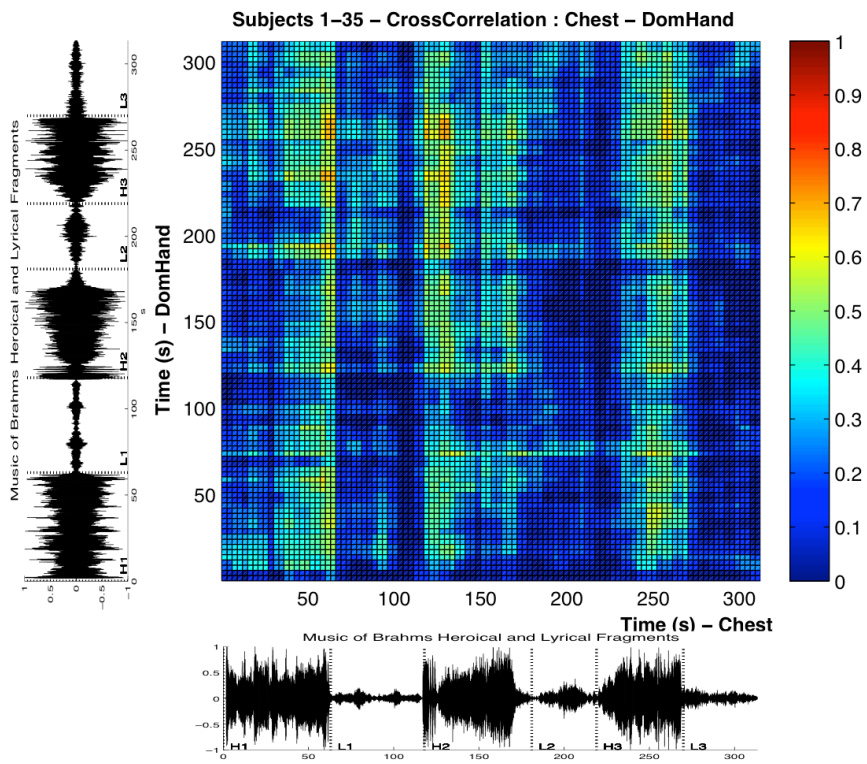 Subjects 1–35 – CrossCorrelation : Chest – DomHand
Music of Brahms Heroical and Lyrical Fragments
1 0.5 0 −0.5 −1
0 50 100 150 200 250 300
s
H1 L1 H2 L2 H3 L3
Time (s) – DomHand
300
250
200
150
100
50
50 100 150 200 250 300
Time (s) – Chest
1
0.9
0.8
0.7
0.6
0.5
0.4
0.3
0.2
0.1
0
Music of Brahms Heroical and Lyrical Fragments
1
0.5
0
−0.5
−1
H1 L1 H2 L2 H3 L3
0 50 100 150 200 250 300